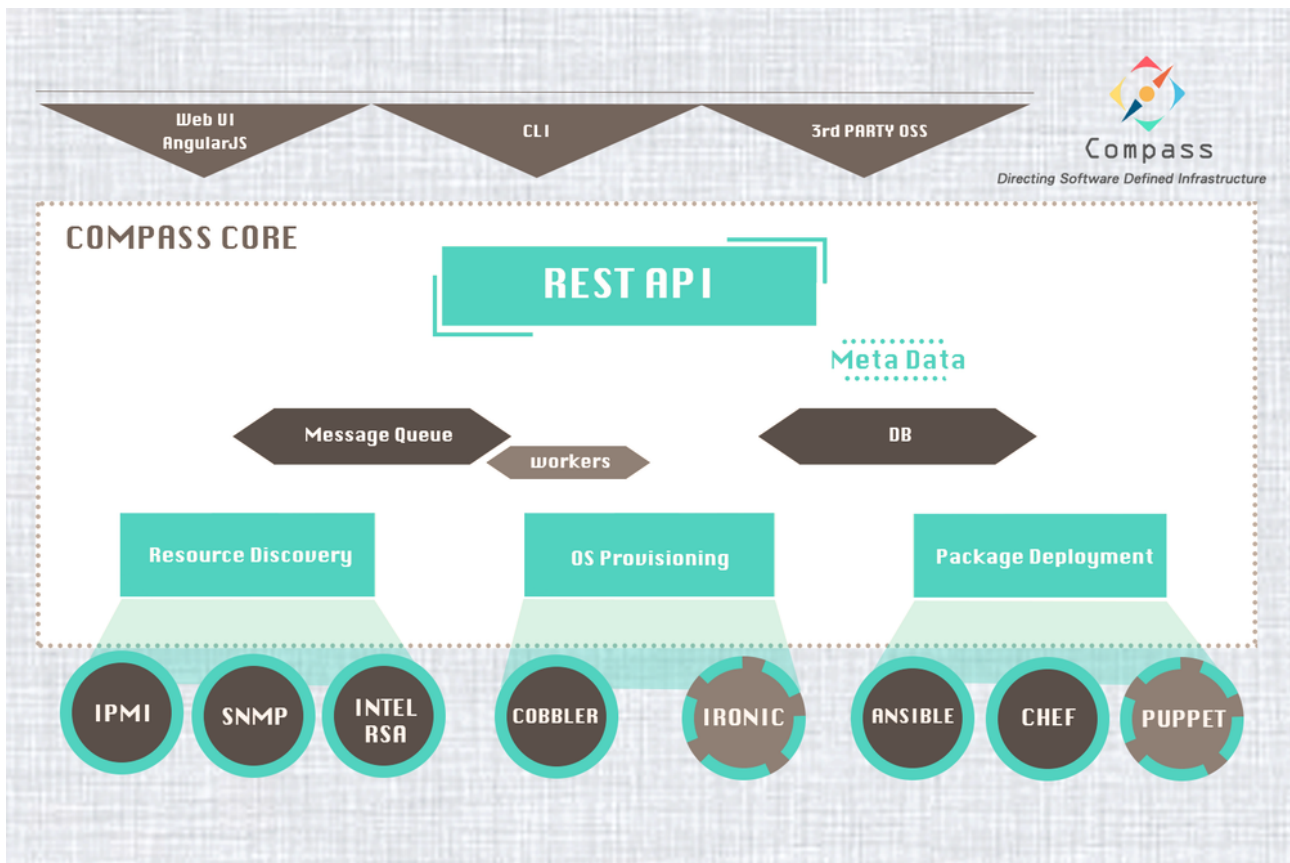 Web UI
AngularJS
CLI
3rd PARTY OSS
Compass
Directing Software Defined Infrastructure
COMPASS CORE
REST API
Meta Data
Message Queue
DB
workers
Resource Discovery
OS Provisioning
Package Deployment
IPMI
SNMP
INTEL
RSA
COBBLER
IRONIC
ANSIBLE
CHEF
PUPPET